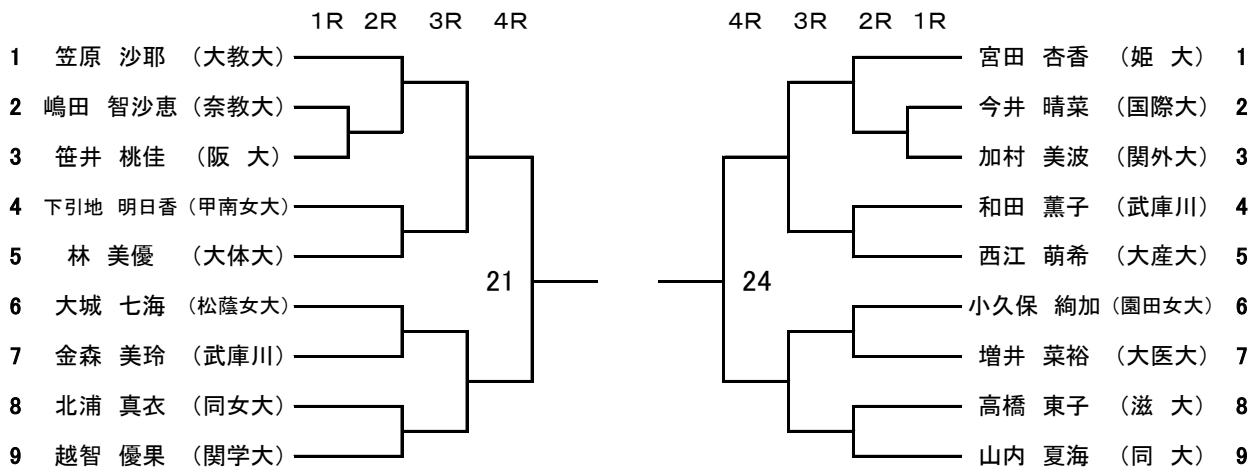 1R 2R 3R 4R 4R 3R 2R 1R
1 笠原 沙耶 (大教大) 宮田 杏香 (姫 大) 1
2 嶋田 智沙恵 (奈教大) 今井 晴菜 (国際大) 2
3 笹井 桃佳 (阪 大) 加村 美波 (関外大) 3
4 下引地 明日香 (甲南女大) 和田 薫子 (武庫川) 4
5 林 美優 (大体大) 西江 萌希 (大産大) 5
21 24
6 大城 七海 (松蔭女大) 小久保 絢加 (園田女大) 6
7 金森 美玲 (武庫川) 増井 菜裕 (大医大) 7
8 北浦 真衣 (同女大) 高橋 東子 (滋 大) 8
9 越智 優果 (関学大) 山内 夏海 (同 大) 9